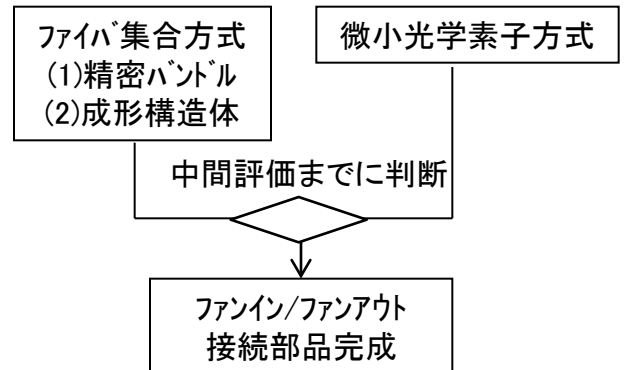 ﾌｧｲﾊﾞ集合方式
(1)精密ﾊﾞﾝﾄﾞﾙ
(2)成形構造体
微小光学素子方式
中間評価までに判断
ﾌｧﾝｲﾝ/ﾌｧﾝｱｳﾄ
接続部品完成